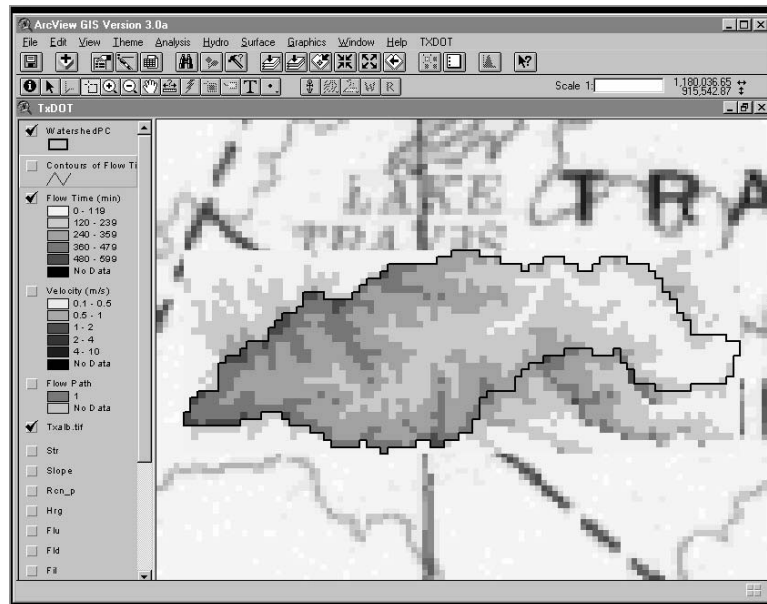 ArcView GIS Version 3.0a
File Edit View Theme Analysis Hydro Surface Graphics Window Help TXDOT
T W R Scale 1: 1,180,036.65
915,542.87
TxDOT
WatershedPC
Contours of Flow Ti
Flow Time (min)
0 - 119
120 - 239
240 - 359
360 - 479
480 - 599
No Data
Velocity (m/s)
0.1 - 0.5
0.5 - 1
1 - 2
2 - 4
4 - 10
No Data
Flow Path
1
No Data
Txalb.tif
Str
Slope
Rcn_p
Hrg
Flu
Fld
Fil
LAKE
TRAVIS
TRA